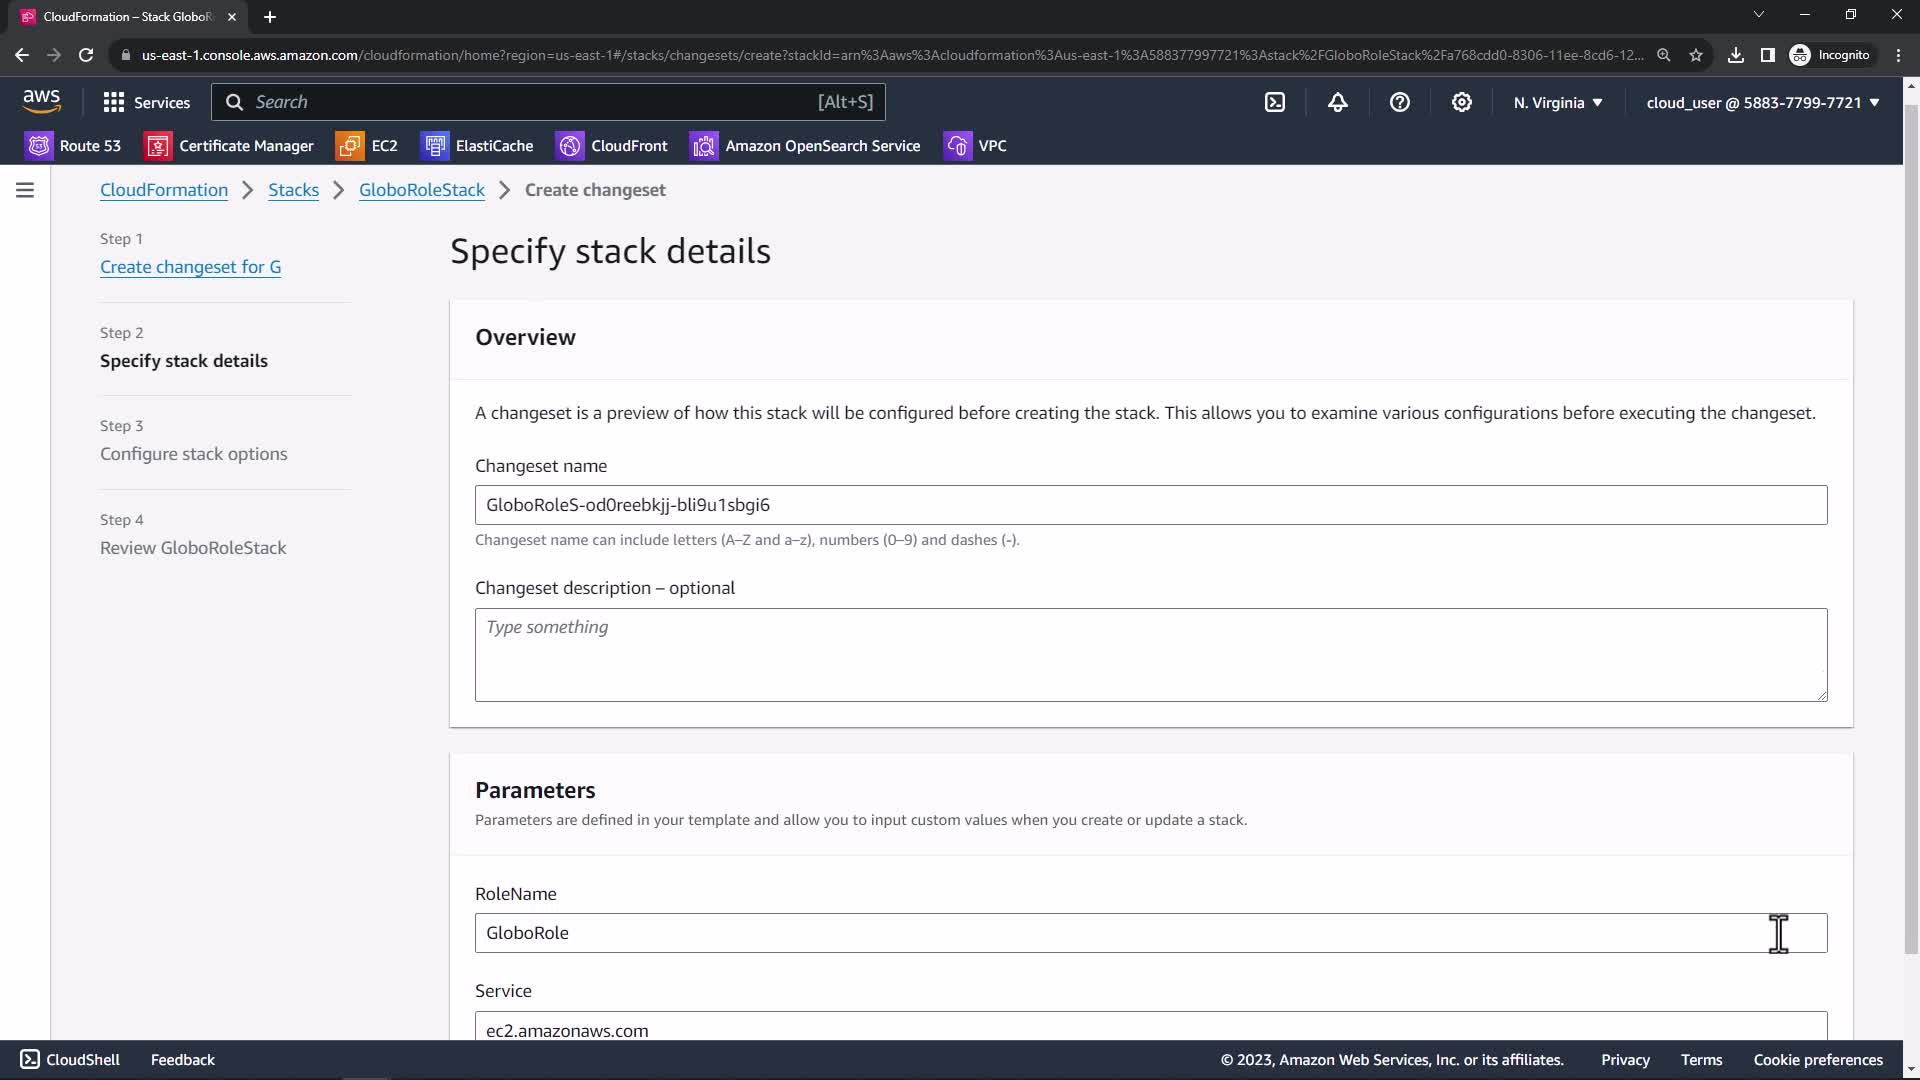 CloudFormation – Stack GloboR
us-east-1.console.aws.amazon.com/cloudformation/home?region=us-east-1#/stacks/changesets/create?stackId=arn%3Aaws%3Acloudformation%3Aus-east-1%3A588377997721%3Astack%2FGloboRoleStack%2Fa768cdd0-8306-11ee-8cd6-12...
Incognito
aws
Services
Search
[Alt+S]
N. Virginia
cloud_user @ 5883-7799-7721
Route 53
Certificate Manager
EC2
ElastiCache
CloudFront
Amazon OpenSearch Service
VPC
CloudFormation
Stacks
GloboRoleStack
Create changeset
Step 1
Create changeset for G
Step 2
Specify stack details
Step 3
Configure stack options
Step 4
Review GloboRoleStack
Specify stack details
Overview
A changeset is a preview of how this stack will be configured before creating the stack. This allows you to examine various configurations before executing the changeset.
Changeset name
GloboRoleS-od0reebkjj-bli9u1sbgi6
Changeset name can include letters (A–Z and a–z), numbers (0–9) and dashes (-).
Changeset description – optional
Type something
Parameters
Parameters are defined in your template and allow you to input custom values when you create or update a stack.
RoleName
GloboRole
Service
ec2.amazonaws.com
CloudShell
Feedback
© 2023, Amazon Web Services, Inc. or its affiliates.
Privacy
Terms
Cookie preferences